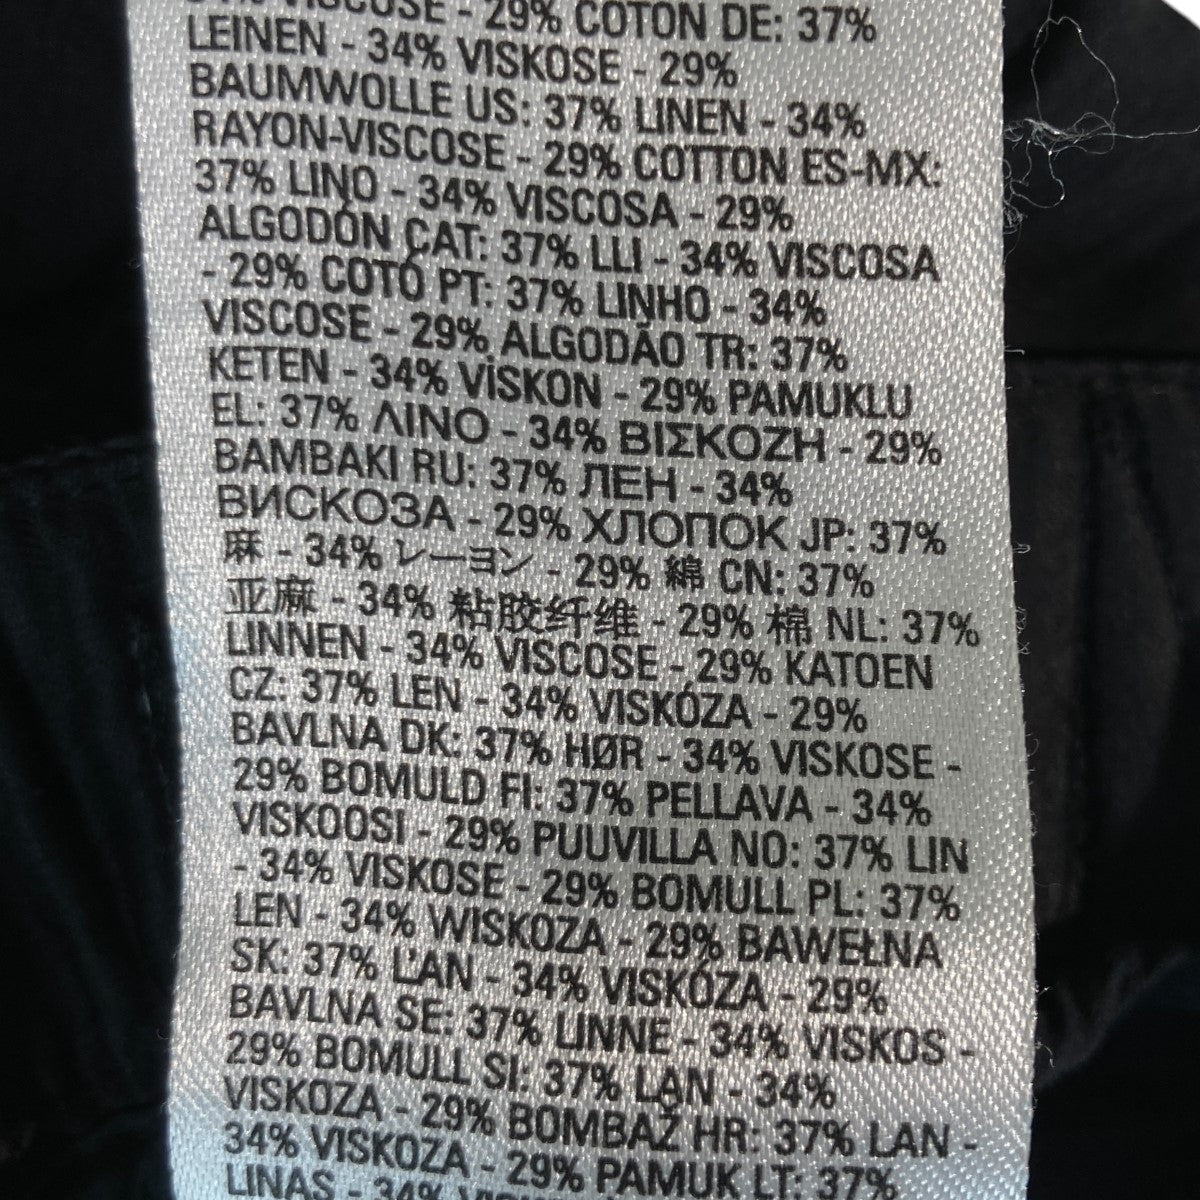 VISCOSE - 29% COTON DE: 37%
LEINEN - 34% VISKOSE - 29%
BAUMWOLLE US: 37% LINEN - 34%
RAYON-VISCOSE - 29% COTTON ES-MX:
37% LINO - 34% VISCOSA - 29%
ALGODÓN CAT: 37% LLI - 34% VISCOSA
- 29% COTÓ PT: 37% LINHO - 34%
VISCOSE - 29% ALGODÃO TR: 37%
KETEN - 34% VİSKON - 29% PAMUKLU
EL: 37% ΛΙΝΟ - 34% ΒΙΣΚΟΖΗ - 29%
BAMBAKI RU: 37% ЛЕН - 34%
ВИСКОЗА - 29% ХЛОПОК JP: 37%
麻 - 34% レーヨン - 29% 綿 CN: 37%
亚麻 - 34% 粘胶纤维 - 29% 棉 NL: 37%
LINNEN - 34% VISCOSE - 29% KATOEN
CZ: 37% LEN - 34% VISKÓZA - 29%
BAVLNA DK: 37% HØR - 34% VISKOSE -
29% BOMULD FI: 37% PELLAVA - 34%
VISKOOSI - 29% PUUVILLA NO: 37% LIN
- 34% VISKOSE - 29% BOMULL PL: 37%
LEN - 34% WISKOZA - 29% BAWEŁNA
SK: 37% ĽAN - 34% VISKÓZA - 29%
BAVLNA SE: 37% LINNE - 34% VISKOS -
29% BOMULL SI: 37% LAN - 34%
VISKOZA - 29% BOMBAŽ HR: 37% LAN -
34% VISKOZA - 29% PAMUK LT: 37%
LINAS - 34% VISKOZA